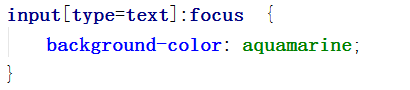 input[type=text]:focus  {
    background-color: aquamarine;
}